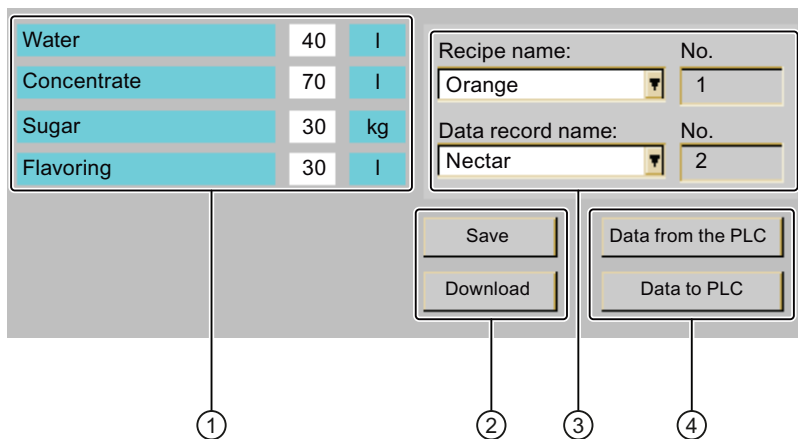 Water 40 l
Concentrate 70 l
Sugar 30 kg
Flavoring 30 l
Recipe name: No.
Orange 1
Data record name: No.
Nectar 2
Save Data from the PLC
Download Data to PLC
1 2 3 4